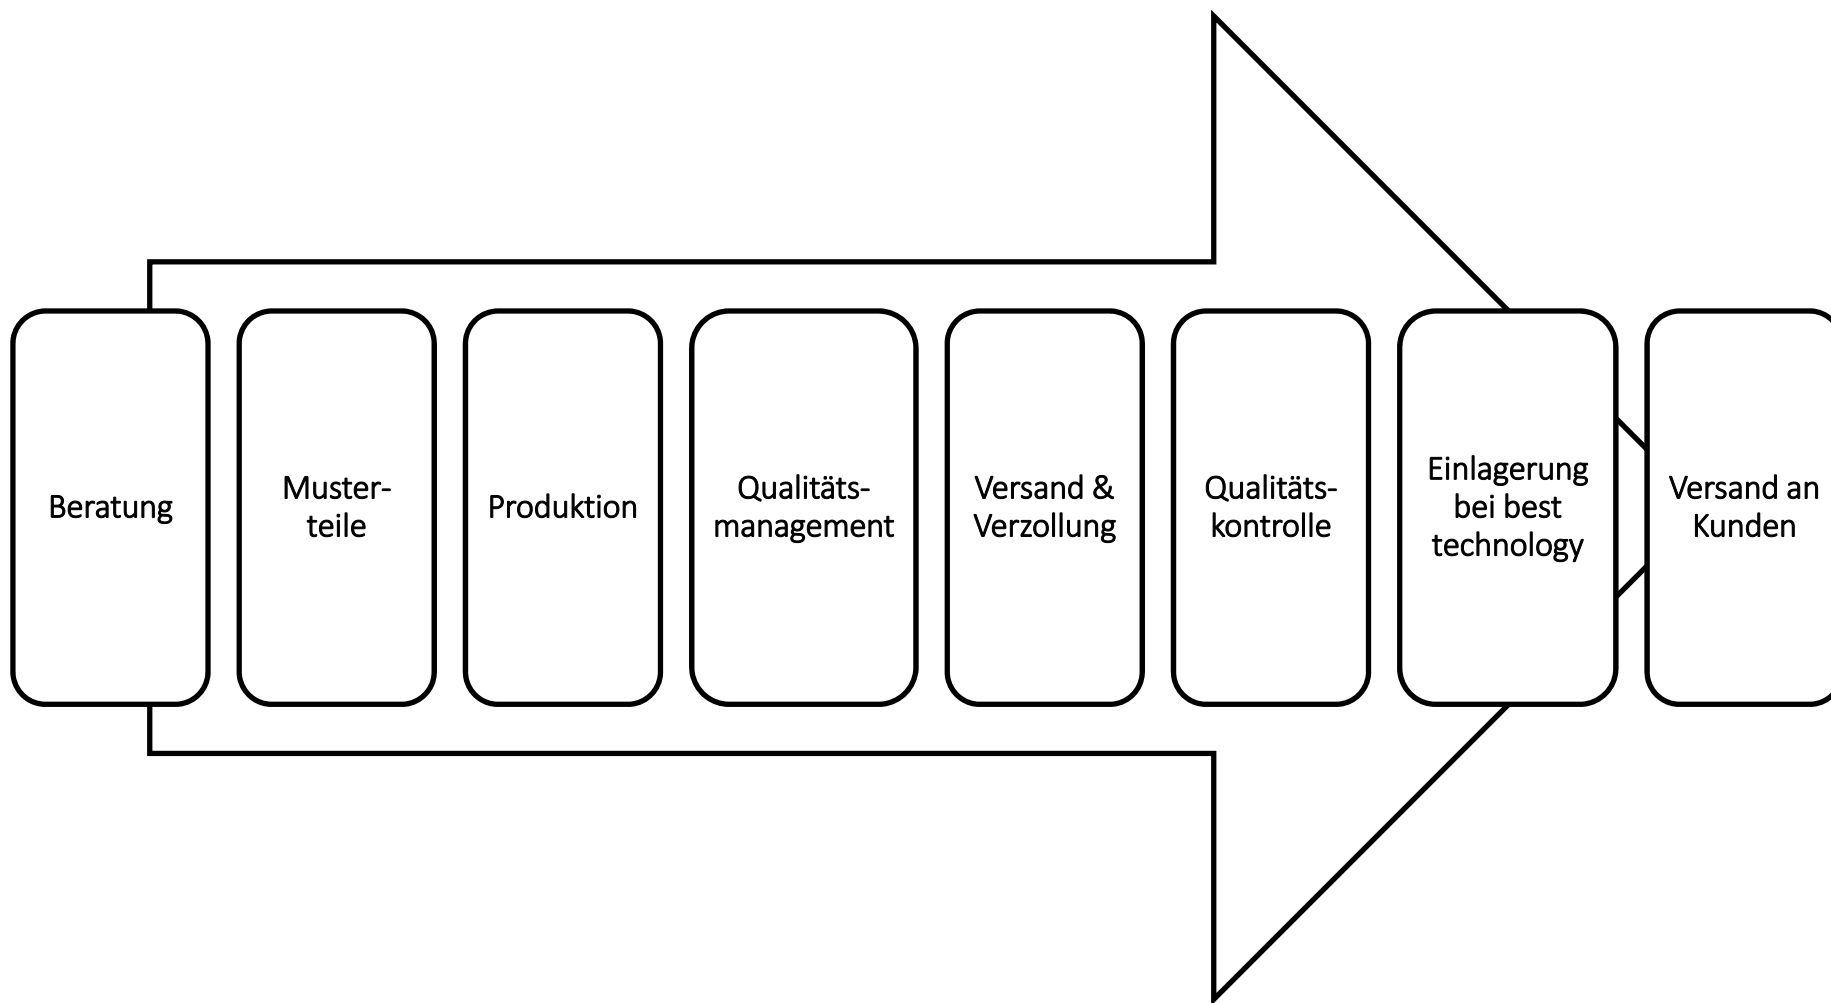 Beratung
Muster-
teile
Produktion
Qualitäts-
management
Versand &
Verzollung
Qualitäts-
kontrolle
Einlagerung
bei best
technology
Versand an
Kunden